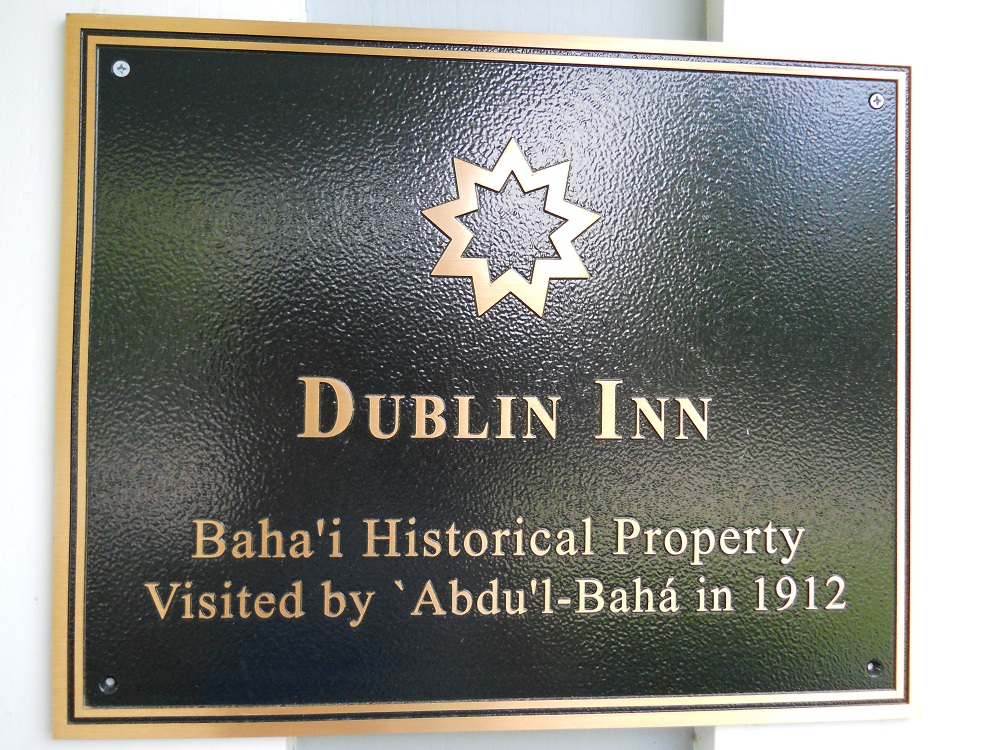 DUBLIN INN
Baha'i Historical Property
Visited by `Abdu'l-Bahá in 1912